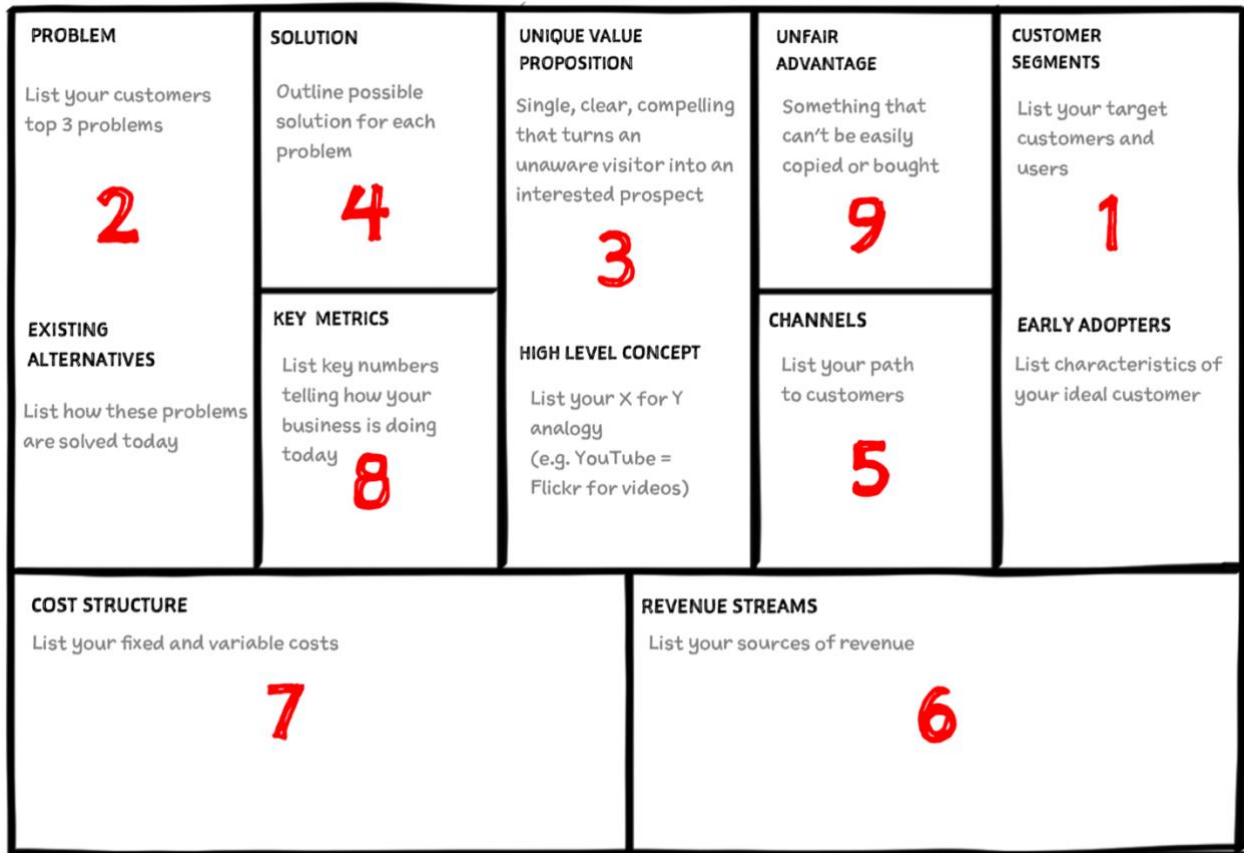 PROBLEM
List your customers
top 3 problems
2
EXISTING
ALTERNATIVES
List how these problems
are solved today
SOLUTION
Outline possible
solution for each
problem
4
KEY METRICS
List key numbers
telling how your
business is doing
today
8
UNIQUE VALUE
PROPOSITION
Single, clear, compelling
that turns an
unaware visitor into an
interested prospect
3
HIGH LEVEL CONCEPT
List your X for Y
analogy
(e.g. YouTube =
Flickr for videos)
UNFAIR
ADVANTAGE
Something that
can't be easily
copied or bought
9
CHANNELS
List your path
to customers
5
CUSTOMER
SEGMENTS
List your target
customers and
users
1
EARLY ADOPTERS
List characteristics of
your ideal customer
COST STRUCTURE
List your fixed and variable costs
7
REVENUE STREAMS
List your sources of revenue
6